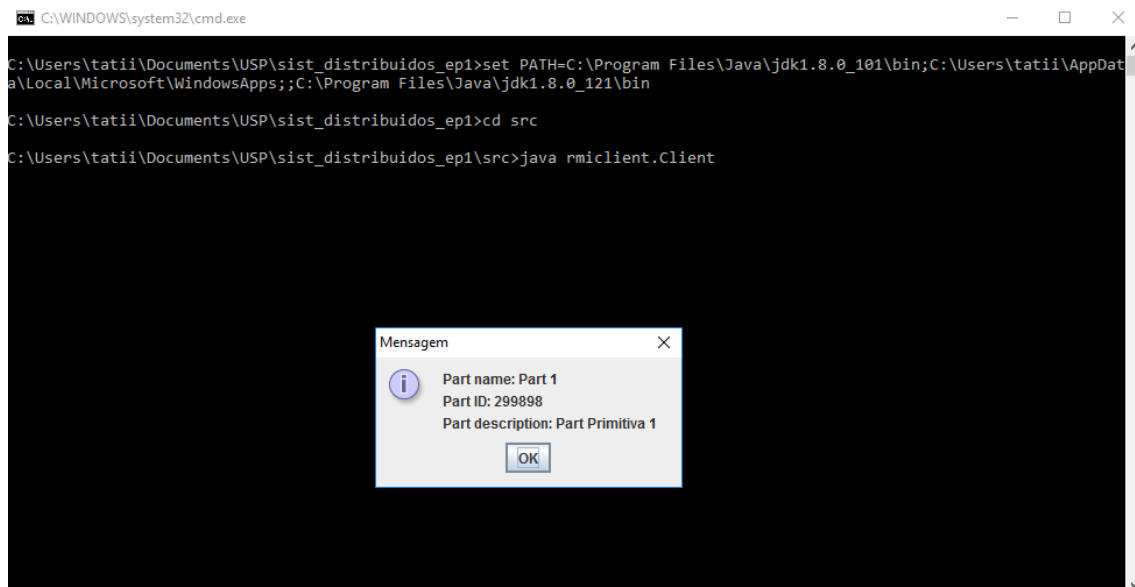 C:\WINDOWS\system32\cmd.exe
C:\Users\tatii\Documents\USP\sist_distribuidos_ep1>set PATH=C:\Program Files\Java\jdk1.8.0_101\bin;C:\Users\tatii\AppDat
a\Local\Microsoft\WindowsApps;;C:\Program Files\Java\jdk1.8.0_121\bin
C:\Users\tatii\Documents\USP\sist_distribuidos_ep1>cd src
C:\Users\tatii\Documents\USP\sist_distribuidos_ep1\src>java rmiclient.Client
Mensagem
Part name: Part 1
Part ID: 299898
Part description: Part Primitiva 1
OK